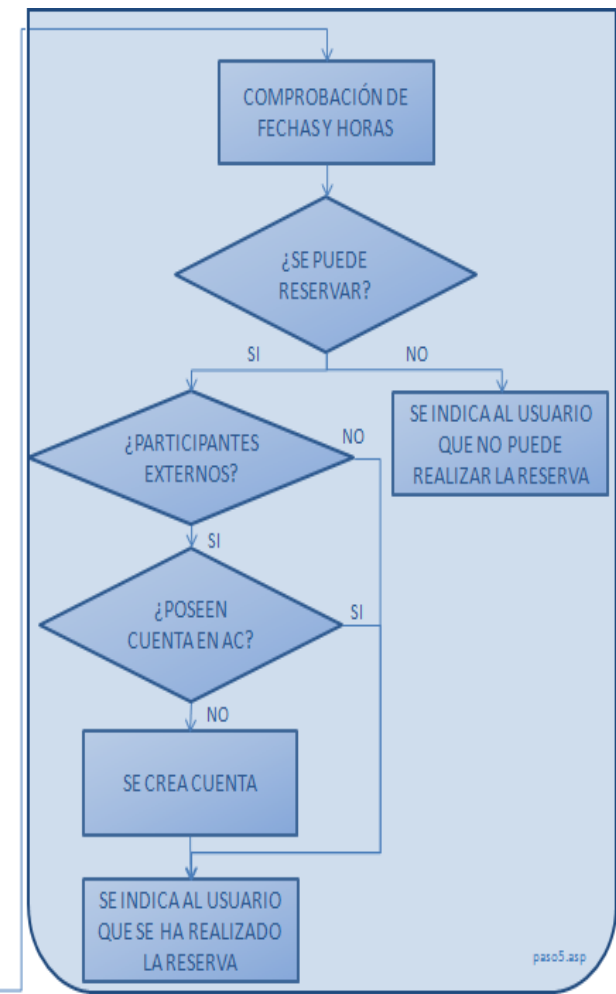 COMPROBACIÓN DE
FECHAS Y HORAS
¿SE PUEDE
RESERVAR?
SI
NO
SE INDICA AL USUARIO
QUE NO PUEDE
REALIZAR LA RESERVA
¿PARTICIPANTES
EXTERNOS?
NO
SI
¿POSEEN
CUENTA EN AC?
SI
NO
SE CREA CUENTA
SE INDICA AL USUARIO
QUE SE HA REALIZADO
LA RESERVA
paso5.asp